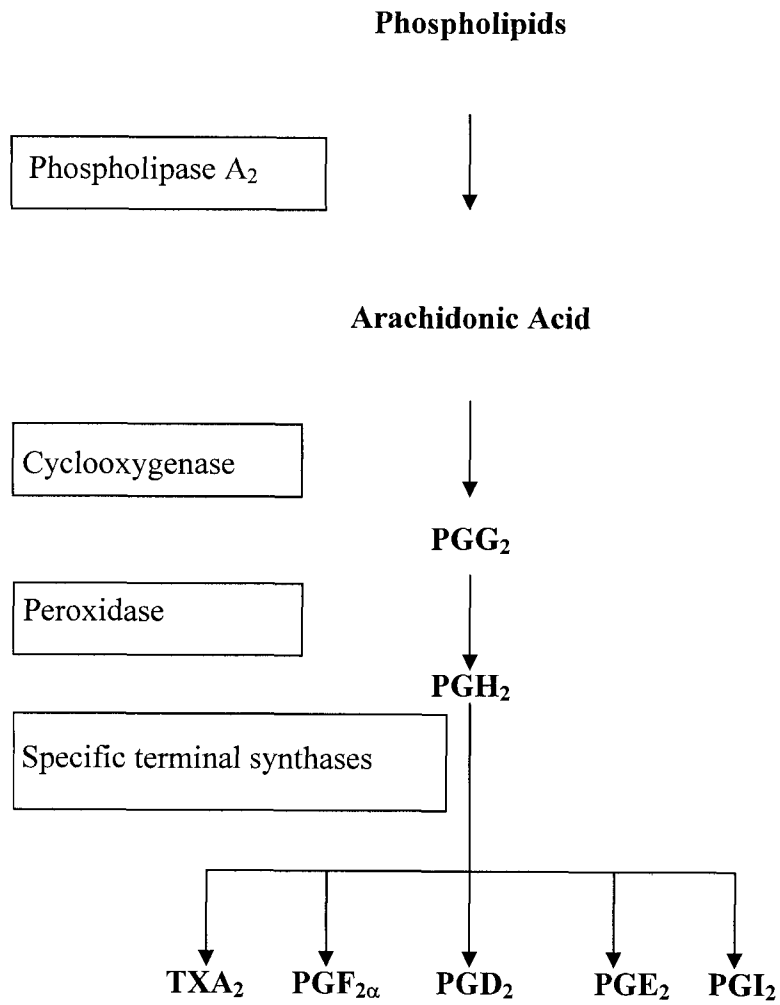 Phospholipids
Phospholipase A₂
Arachidonic Acid
Cyclooxygenase
PGG₂
Peroxidase
PGH₂
Specific terminal synthases
TXA₂ PGF₂α PGD₂ PGE₂ PGI₂